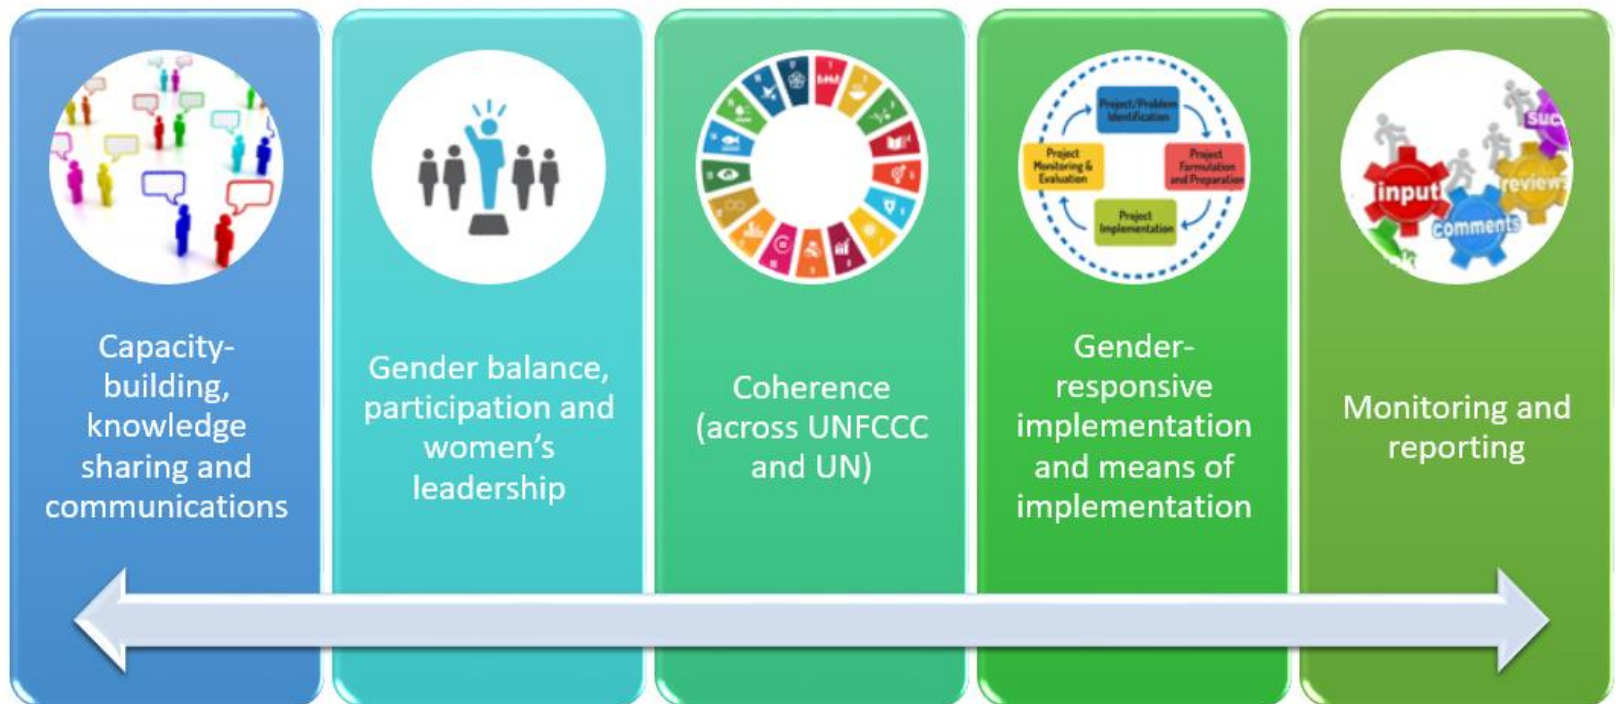 Project/Problem
Identification
Project
Monitoring &
Evaluation
Project
Formulation
and Preparation
Project
Implementation
input
comments
review
suc
Capacity-
building,
knowledge
sharing and
communications
Gender balance,
participation and
women's
leadership
Coherence
(across UNFCCC
and UN)
Gender-
responsive
implementation
and means of
implementation
Monitoring and
reporting